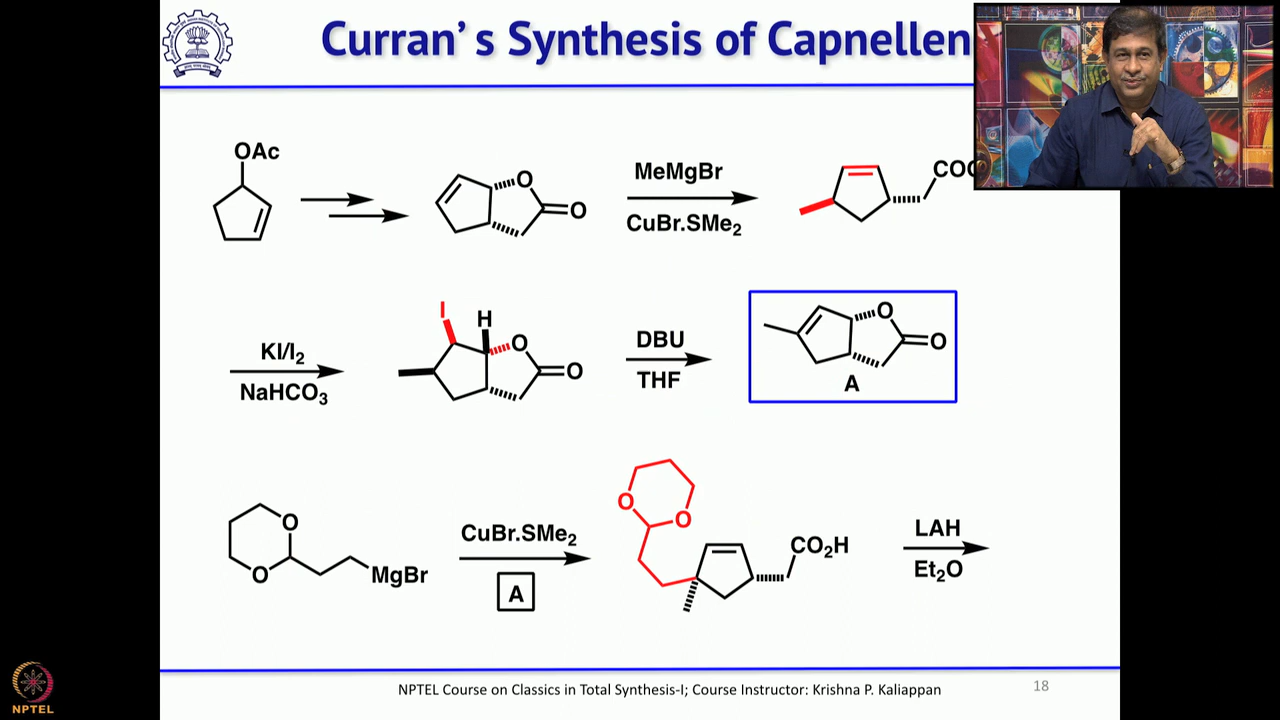 Curran's Synthesis of Capnellen
OAc
O
O
MeMgBr
CuBr.SMe2
KI/I2
NaHCO3
I
H
O
O
DBU
THF
O
O
A
O
O
MgBr
CuBr.SMe2
A
O
O
CO2H
LAH
Et2O
NPTEL Course on Classics in Total Synthesis-I; Course Instructor: Krishna P. Kaliappan
18
NPTEL